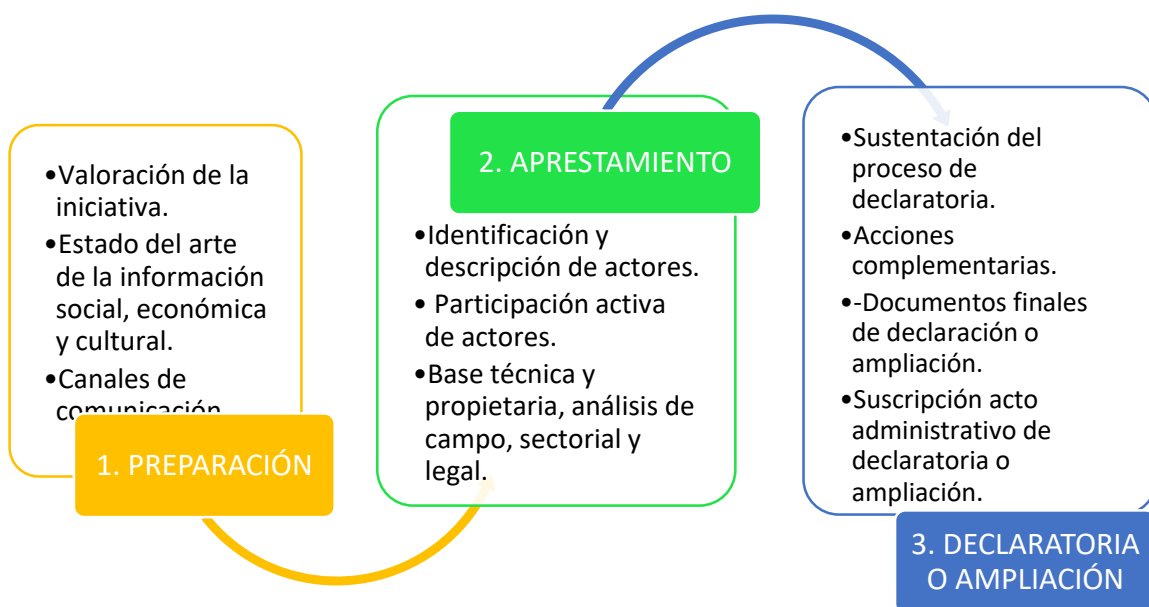 •Valoración de la
iniciativa.
•Estado del arte
de la información
social, económica
y cultural.
•Canales de
comunicación
1. PREPARACIÓN
2. APRESTAMIENTO
•Identificación y
descripción de actores.
• Participación activa
de actores.
•Base técnica y
propietaria, análisis de
campo, sectorial y
legal.
•Sustentación del
proceso de
declaratoria.
•Acciones
complementarias.
•-Documentos finales
de declaración o
ampliación.
•Suscripción acto
administrativo de
declaratoria o
ampliación.
3. DECLARATORIA
O AMPLIACIÓN